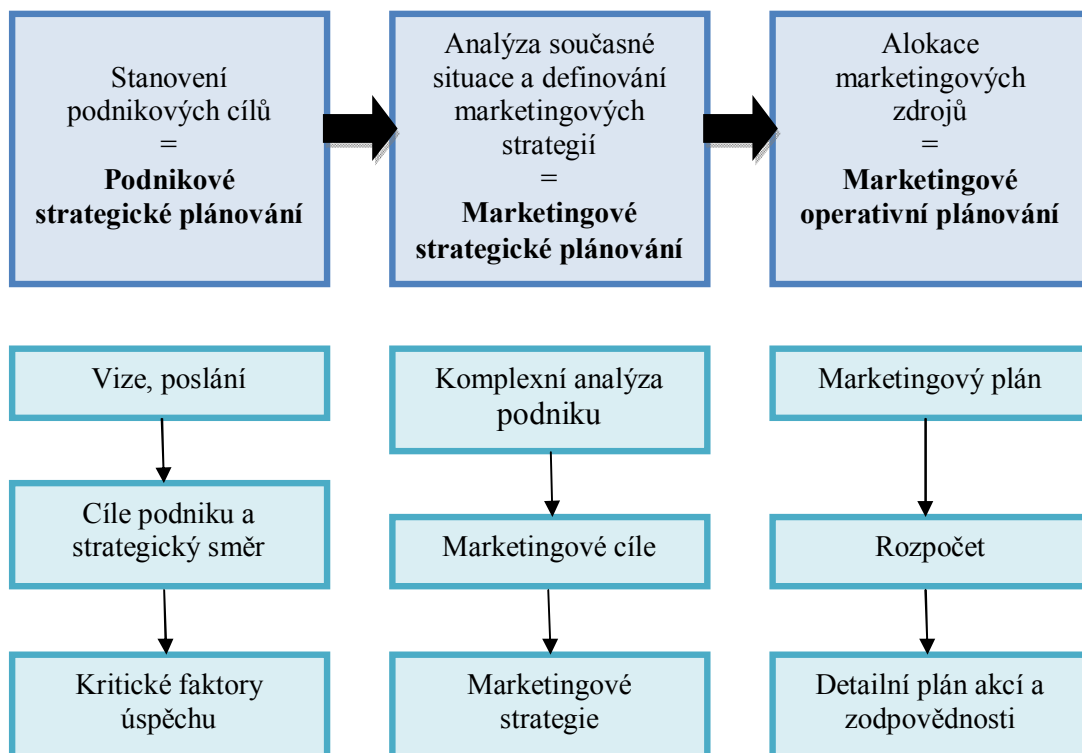 Stanovení
podnikových cílů
=
Podnikové
strategické plánování
Analýza současné
situace a definování
marketingových
strategií
=
Marketingové
strategické plánování
Alokace
marketingových
zdrojů
=
Marketingové
operativní plánování
Vize, poslání
Cíle podniku a
strategický směr
Kritické faktory
úspěchu
Komplexní analýza
podniku
Marketingové cíle
Marketingové
strategie
Marketingový plán
Rozpočet
Detailní plán akcí a
zodpovědnosti